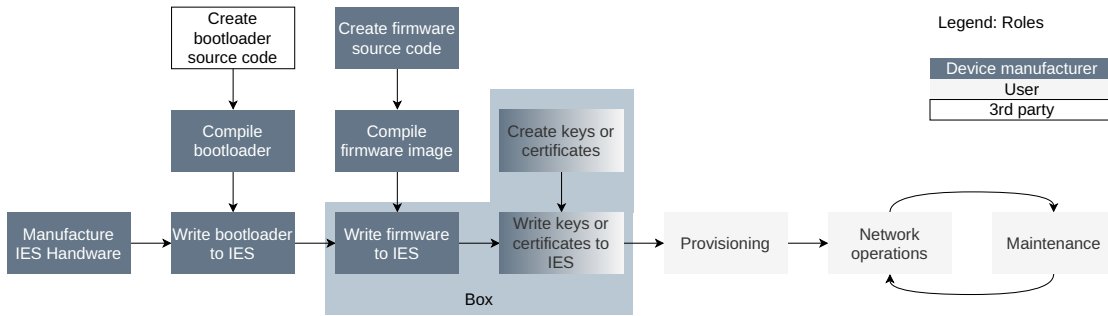 Create
bootloader
source code
Create firmware
source code
Legend: Roles
Device manufacturer
User
3rd party
Compile
bootloader
Compile
firmware image
Create keys or
certificates
Manufacture
IES Hardware
Write bootloader
to IES
Write firmware
to IES
Write keys or
certificates to
IES
Provisioning
Network
operations
Maintenance
Box